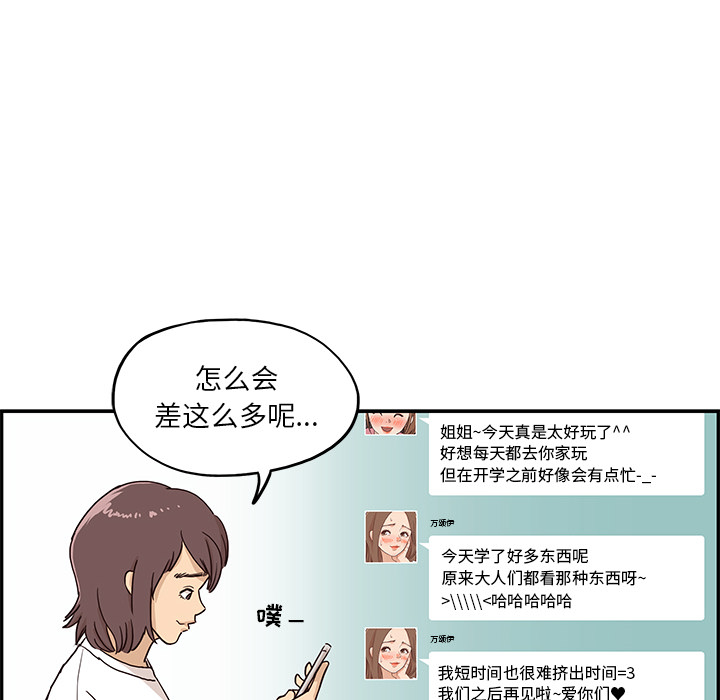 怎么会
差这么多呢...
姐姐~今天真是太好玩了^^
好想每天都去你家玩
但在开学之前好像会有点忙-_-
万颂伊
今天学了好多东西呢
原来大人们都看那种东西呀~
>\\\\\<哈哈哈哈哈
噗_
万颂伊
我短时间也很难挤出时间=3
我们之后再见啦~爱你们♥